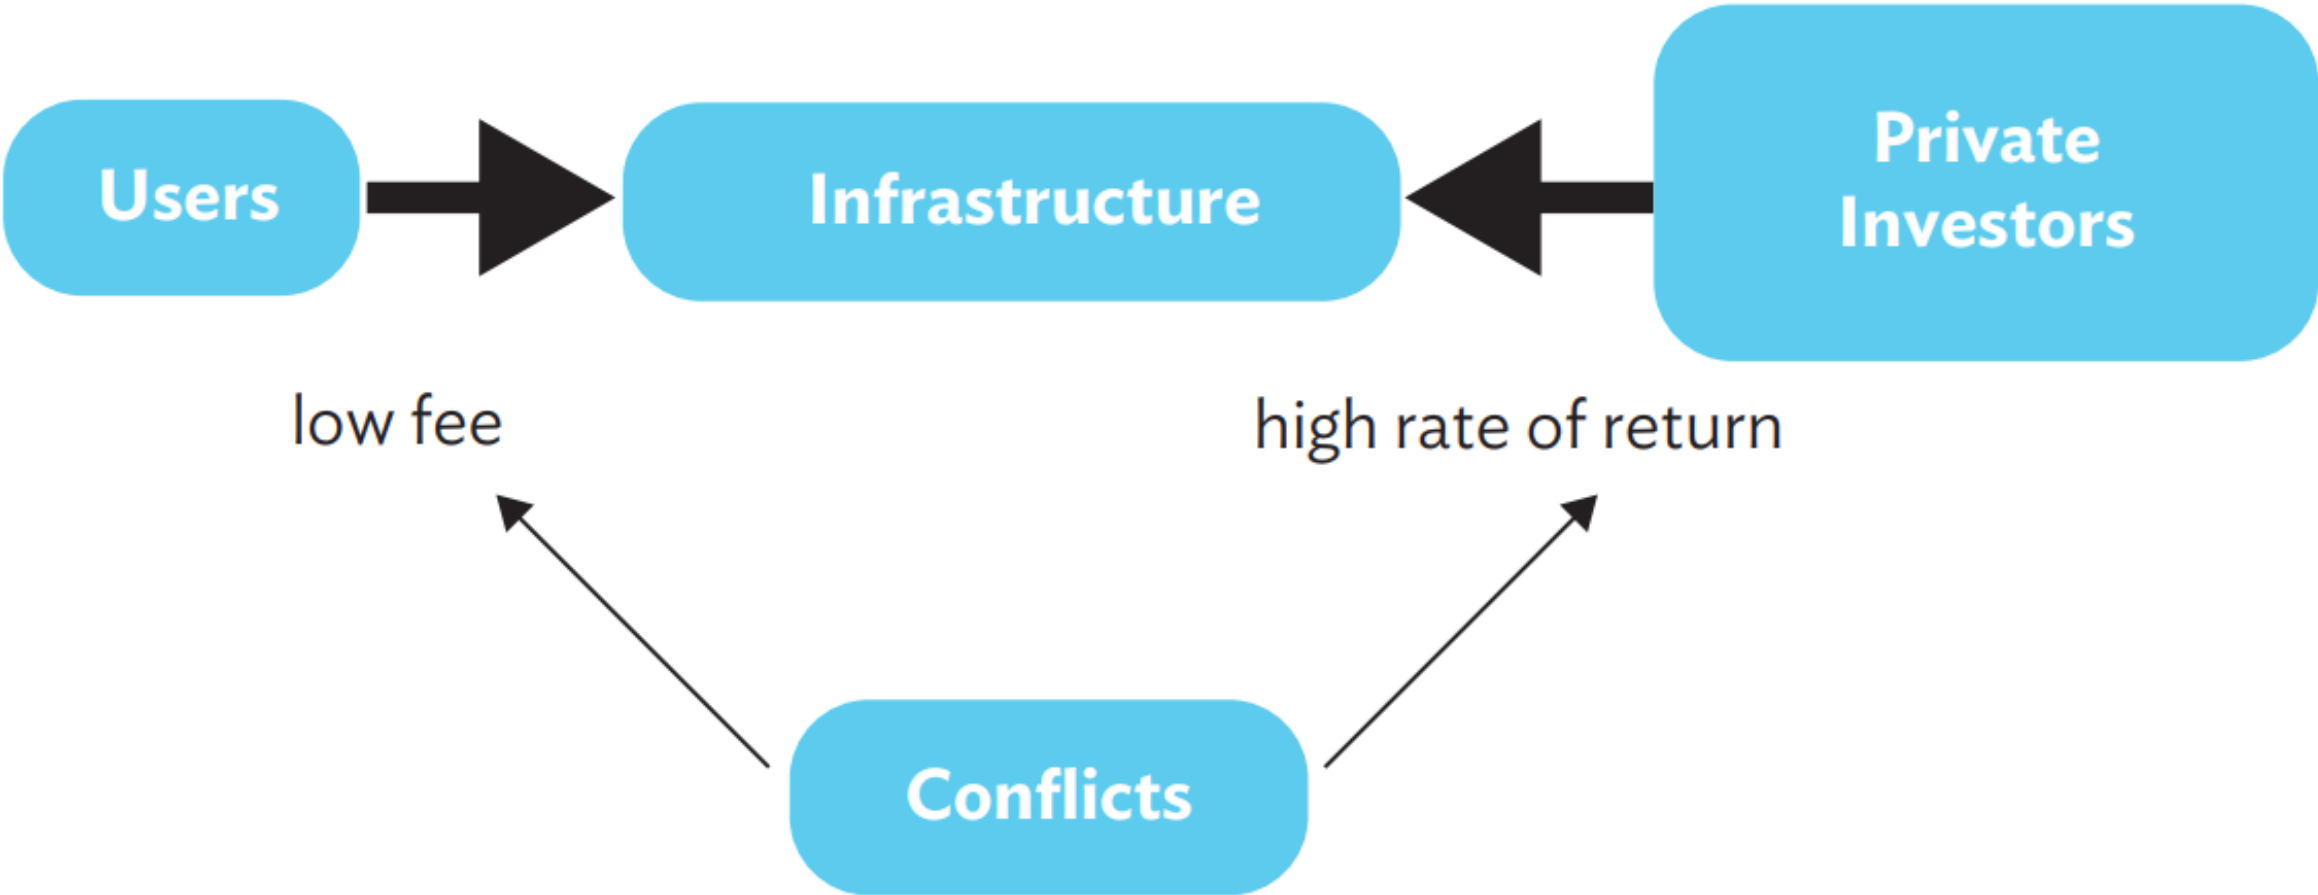 Users
Infrastructure
Private
Investors
low fee
high rate of return
Conflicts